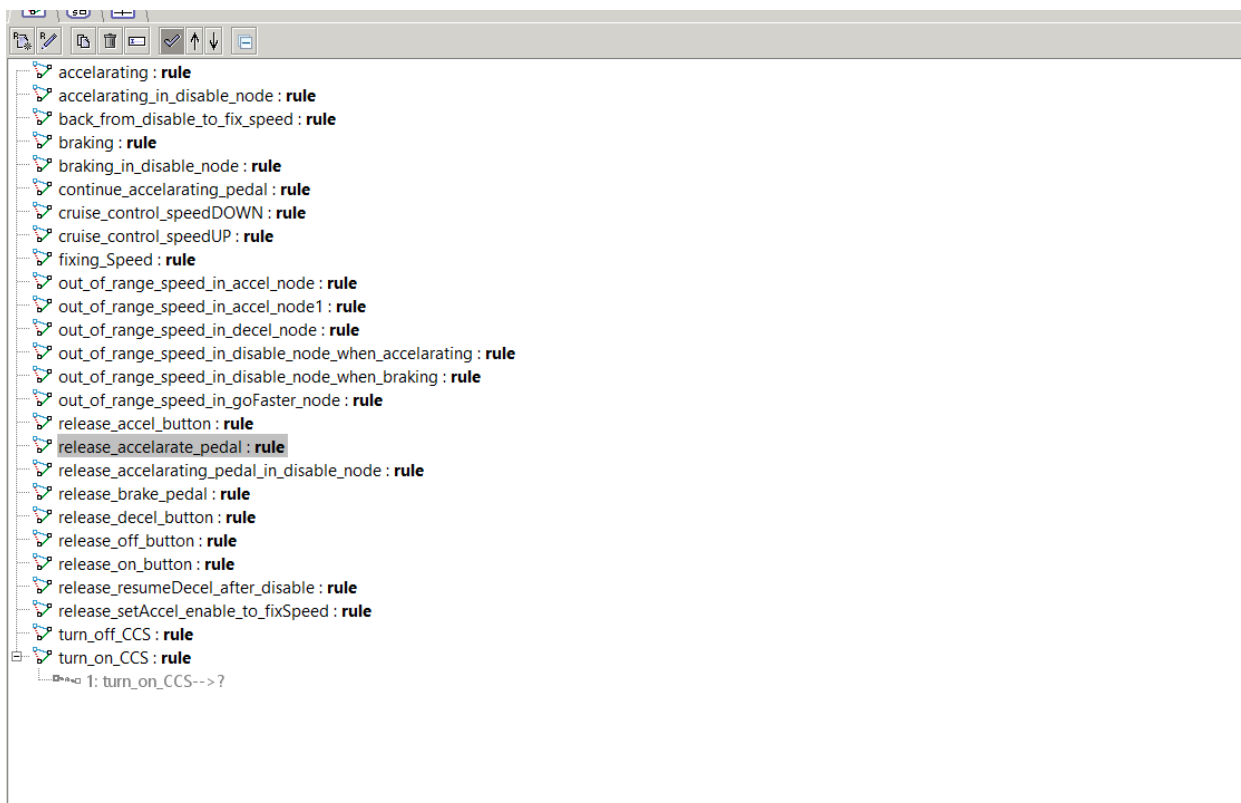 accelarating : rule
accelarating_in_disable_node : rule
back_from_disable_to_fix_speed : rule
braking : rule
braking_in_disable_node : rule
continue_accelarating_pedal : rule
cruise_control_speedDOWN : rule
cruise_control_speedUP : rule
fixing_Speed : rule
out_of_range_speed_in_accel_node : rule
out_of_range_speed_in_accel_node1 : rule
out_of_range_speed_in_decel_node : rule
out_of_range_speed_in_disable_node_when_accelarating : rule
out_of_range_speed_in_disable_node_when_braking : rule
out_of_range_speed_in_goFaster_node : rule
release_accel_button : rule
release_accelarate_pedal : rule
release_accelarating_pedal_in_disable_node : rule
release_brake_pedal : rule
release_decel_button : rule
release_off_button : rule
release_on_button : rule
release_resumeDecel_after_disable : rule
release_setAccel_enable_to_fixSpeed : rule
turn_off_CCS : rule
turn_on_CCS : rule
1: turn_on_CCS-->?